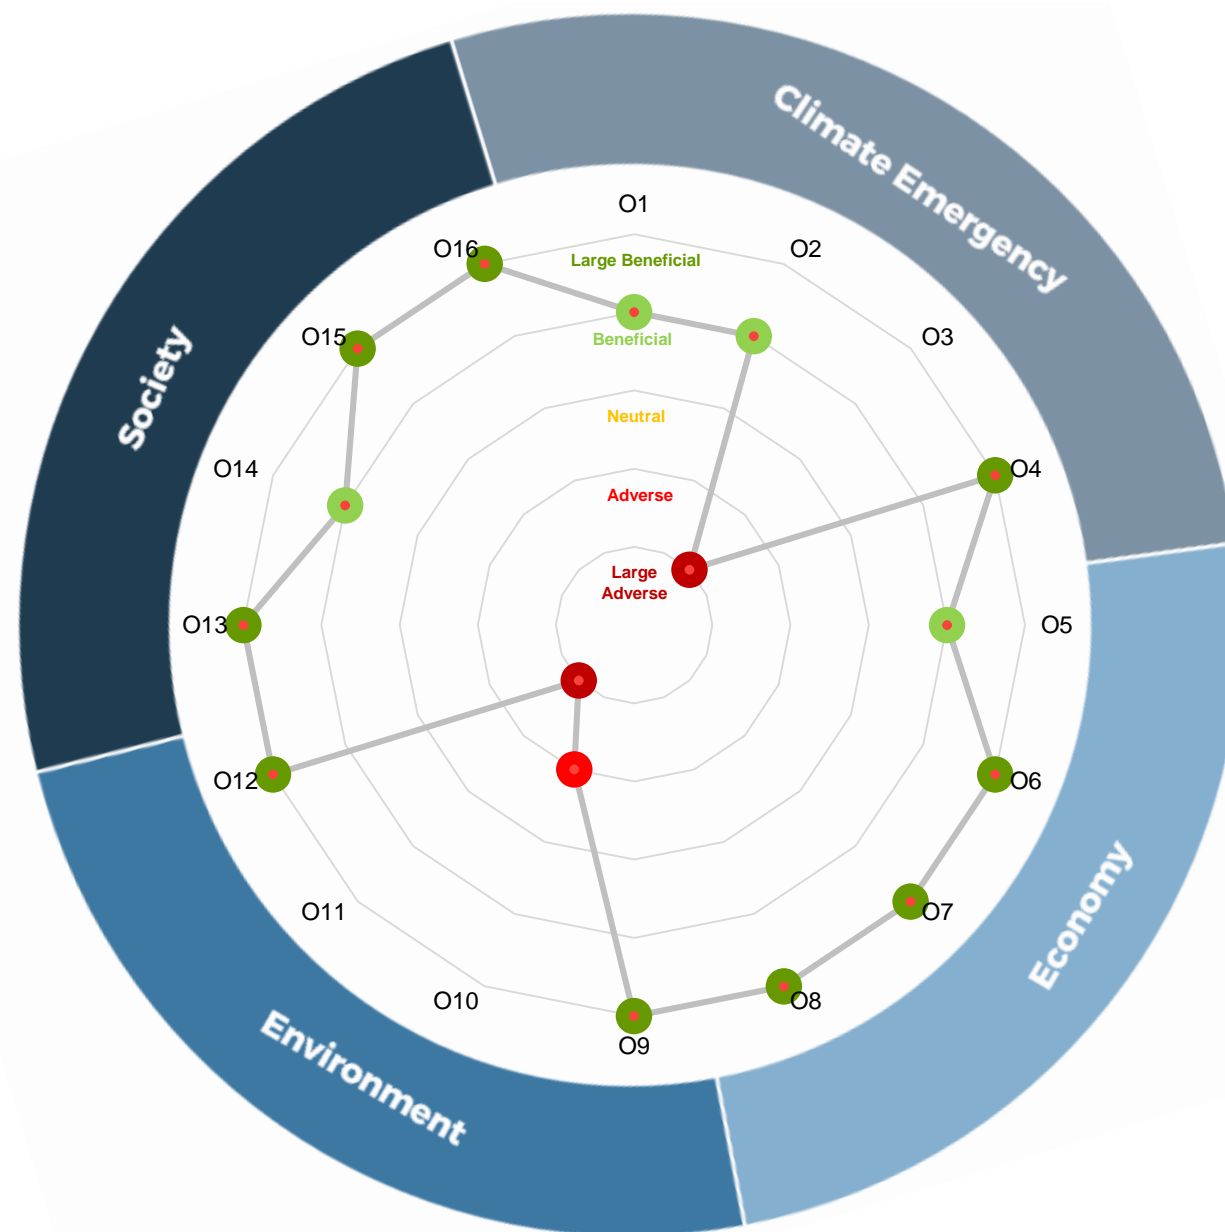 Climate Emergency
O1
O16
O2
Large Beneficial
O15
Beneficial
O3
Society
Neutral
O14
O4
Adverse
Large
Adverse
O13
O5
O12
O6
O11
O7
Economy
O10
O8
O9
Environment